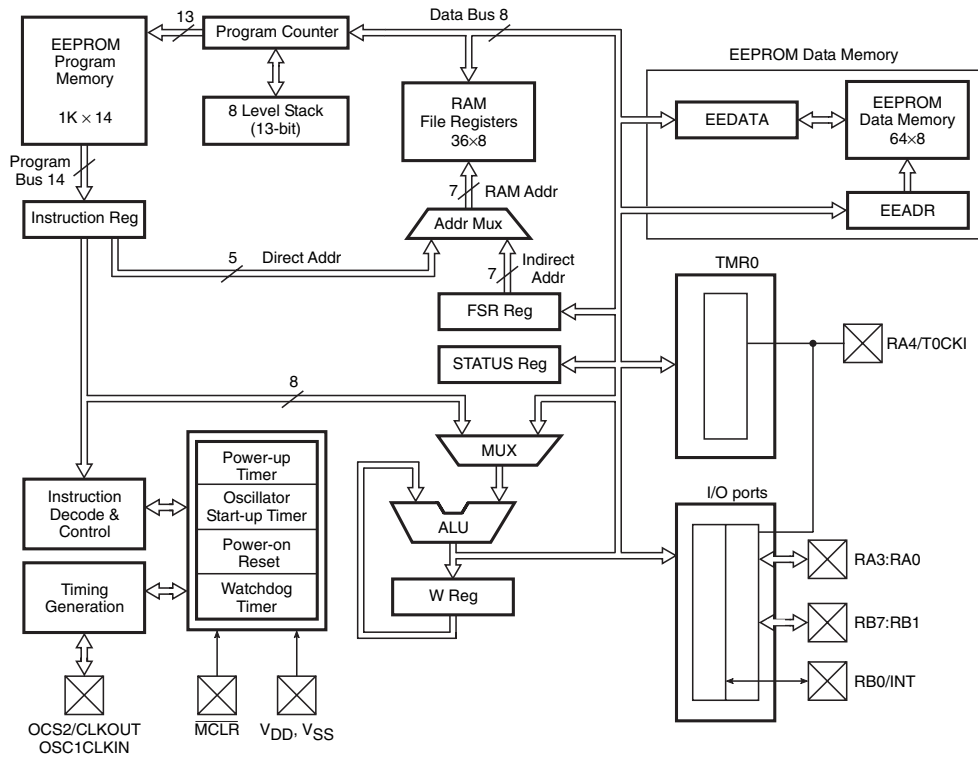 13
Data Bus 8
EEPROM
Program
Memory
1K × 14
Program Counter
8 Level Stack
(13-bit)
RAM
File Registers
36×8
EEPROM Data Memory
EEDATA
EEPROM
Data Memory
64×8
EEADR
Program
Bus 14
7 RAM Addr
Instruction Reg
Addr Mux
5 Direct Addr
7
Indirect
Addr
FSR Reg
STATUS Reg
TMR0
RA4/T0CKI
8
MUX
ALU
W Reg
Power-up
Timer
Oscillator
Start-up Timer
Power-on
Reset
Watchdog
Timer
Instruction
Decode &
Control
Timing
Generation
I/O ports
RA3:RA0
RB7:RB1
RB0/INT
OCS2/CLKOUT
OSC1CLKIN
MCLR
VDD, VSS